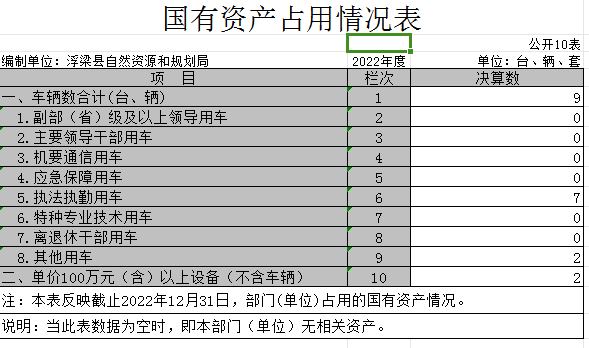 国有资产占用情况表
公开10表
编制单位：浮梁县自然资源和规划局 2022年度 单位：台、辆、套
项 目 栏次 决算数
一、车辆数合计(台、辆) 1 9
1.副部（省）级及以上领导用车 2 0
2.主要领导干部用车 3 0
3.机要通信用车 4 0
4.应急保障用车 5 0
5.执法执勤用车 6 7
6.特种专业技术用车 7 0
7.离退休干部用车 8 0
8.其他用车 9 2
二、单价100万元（含）以上设备（不含车辆） 10 2
注：本表反映截止2022年12月31日，部门(单位)占用的国有资产情况。
说明：当此表数据为空时，即本部门（单位）无相关资产。